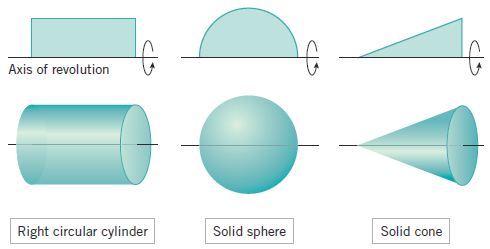 Axis of revolution
Right circular cylinder
Solid sphere
Solid cone